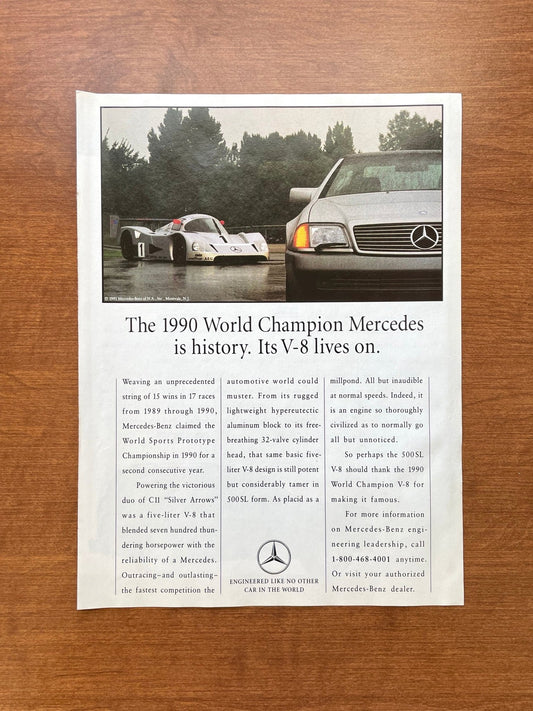 1
© 1991 Mercedes-Benz of N.A., Inc., Montvale, N.J.
The 1990 World Champion Mercedes
is history. Its V-8 lives on.
Weaving an unprecedented
string of 15 wins in 17 races
from 1989 through 1990,
Mercedes-Benz claimed the
World Sports Prototype
Championship in 1990 for a
second consecutive year.
Powering the victorious
duo of C11 “Silver Arrows”
was a five-liter V-8 that
blended seven hundred thun-
dering horsepower with the
reliability of a Mercedes.
Outracing–and outlasting–
the fastest competition the
automotive world could
muster. From its rugged
lightweight hypereutectic
aluminum block to its free-
breathing 32-valve cylinder
head, that same basic five-
liter V-8 design is still potent
but considerably tamer in
500SL form. As placid as a
millpond. All but inaudible
at normal speeds. Indeed, it
is an engine so thoroughly
civilized as to normally go
all but unnoticed.
So perhaps the 500SL
V-8 should thank the 1990
World Champion V-8 for
making it famous.
For more information
on Mercedes-Benz engi-
neering leadership, call
1-800-468-4001 anytime.
Or visit your authorized
Mercedes-Benz dealer.
ENGINEERED LIKE NO OTHER
CAR IN THE WORLD